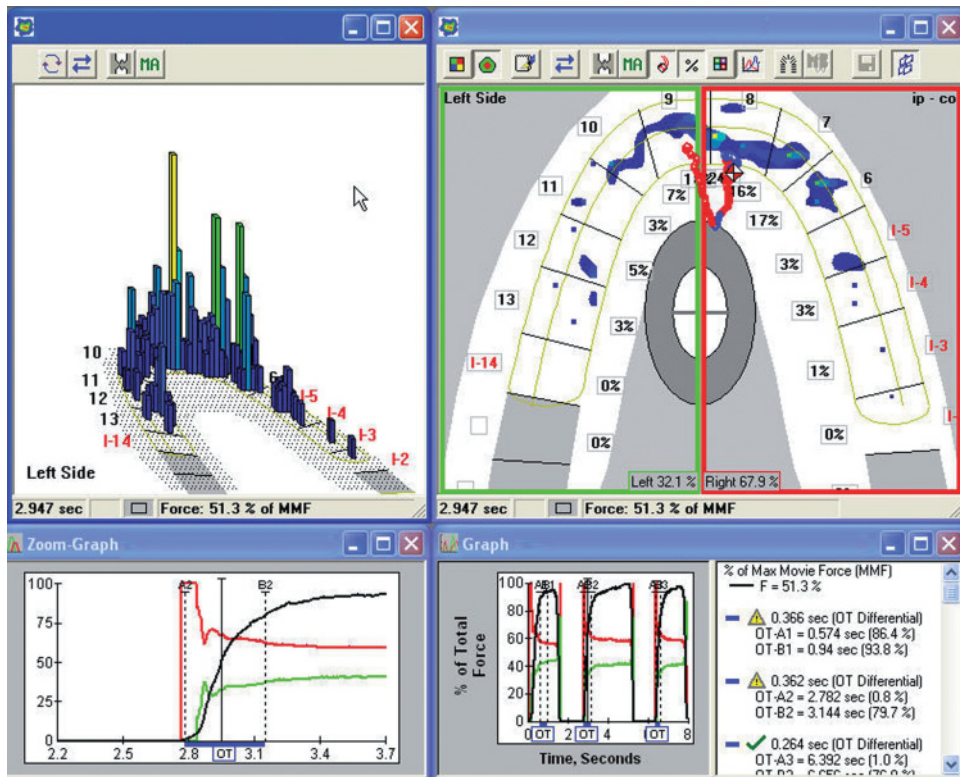 MA
MA
%
Left Side
ip - co
9
8
10
7
11
6
12
I-5
13
I-4
I-3
I-14
7%
16%
24
17%
3%
3%
5%
3%
3%
1%
0%
0%
0%
Left 32.1 %
Right 67.9 %
10
11
12
13
I-14
I-5
I-4
I-3
I-2
Left Side
2.947 sec
Force: 51.3 % of MMF
2.947 sec
Force: 51.3 % of MMF
Zoom-Graph
A2
B2
100
75
50
25
0
OT
2.2
2.5
2.8
3.1
3.4
3.7
Graph
% of Total
Force
100
80
60
40
20
0
OT
OT
OT
0
2
4
6
8
Time, Seconds
% of Max Movie Force (MMF)
F = 51.3 %
0.366 sec (OT Differential)
OT-A1 = 0.574 sec (86.4 %)
OT-B1 = 0.94 sec (93.8 %)
0.362 sec (OT Differential)
OT-A2 = 2.782 sec (0.8 %)
OT-B2 = 3.144 sec (79.7 %)
0.264 sec (OT Differential)
OT-A3 = 6.392 sec (1.0 %)